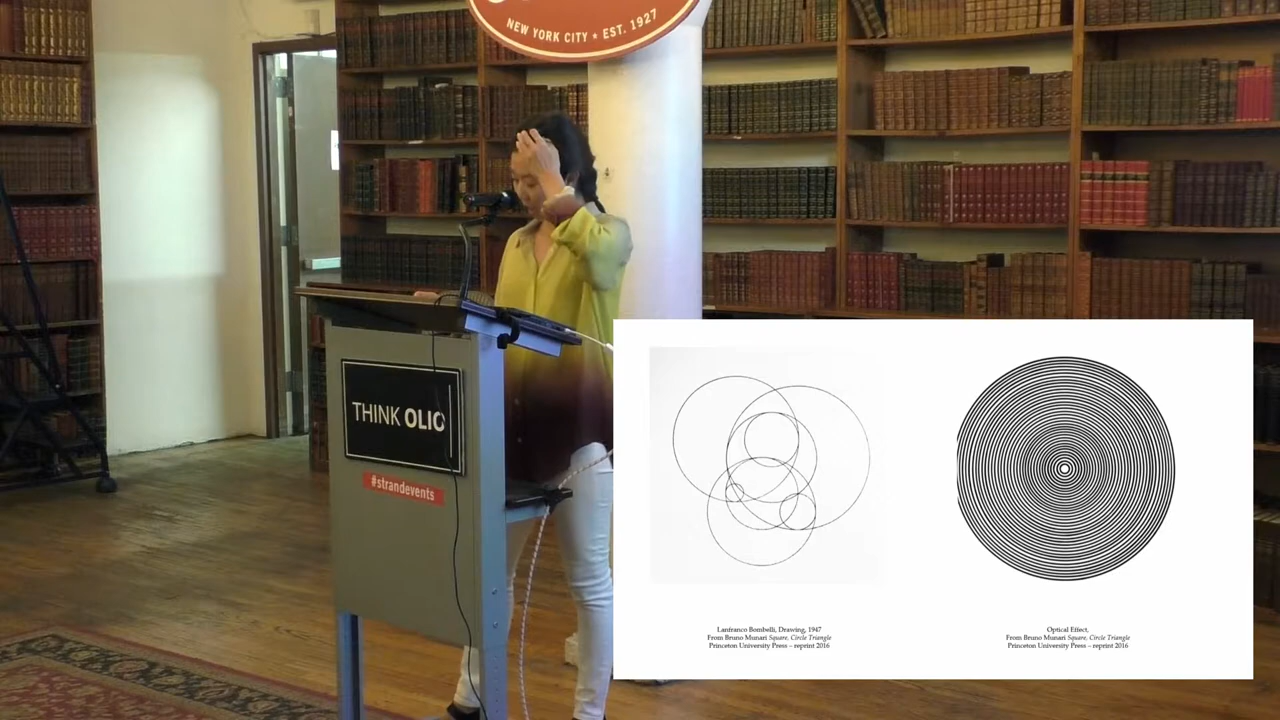 NEW YORK CITY ★ EST. 1927
THINK OLIO
#strandevents
Lanfranco Bombelli, Drawing, 1947
From Bruno Munari Square, Circle Triangle
Princeton University Press – reprint 2016
Optical Effect,
From Bruno Munari Square, Circle Triangle
Princeton University Press – reprint 2016